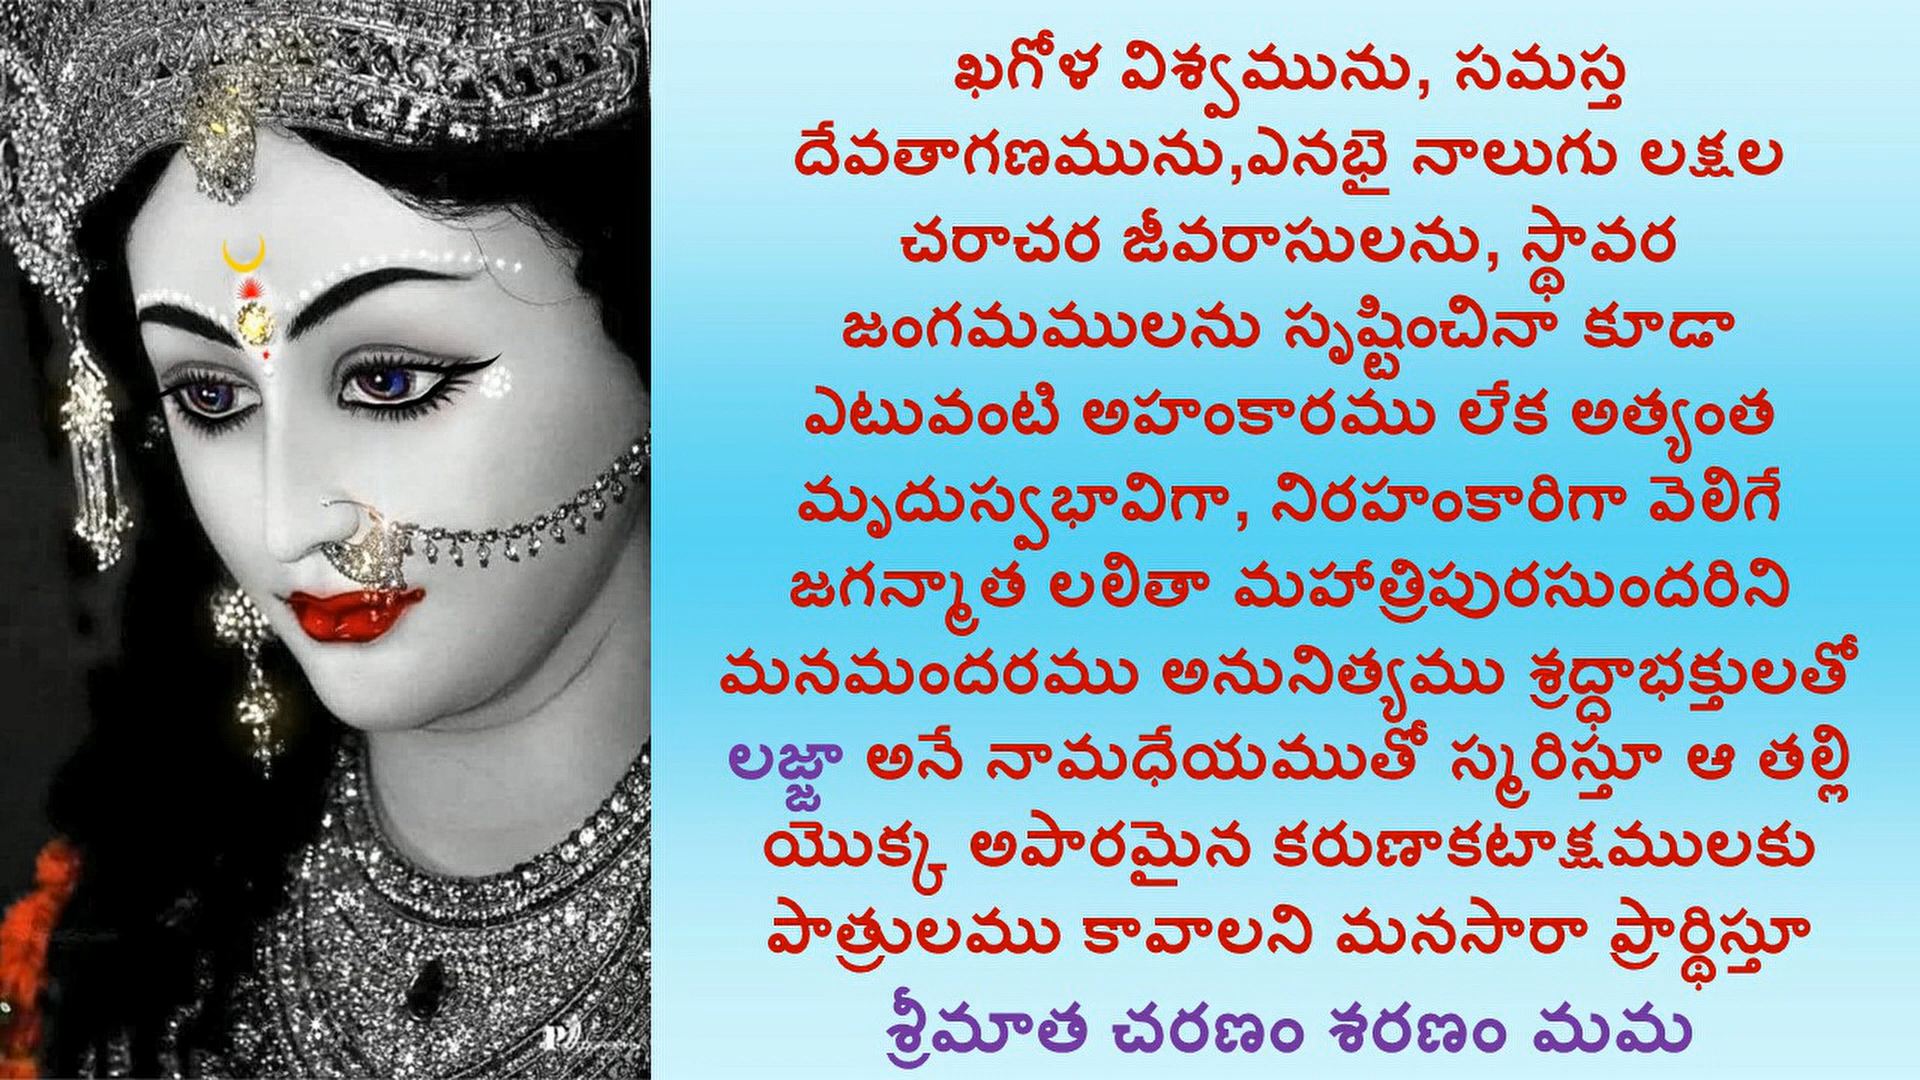 ఖగోళ విశ్వమును, సమస్త
దేవతాగణమును,ఎనభై నాలుగు లక్షల
చరాచర జీవరాసులను, స్థావర
జంగమములను సృష్టించినా కూడా
ఎటువంటి అహంకారము లేక అత్యంత
మృదుస్వభావిగా, నిరహంకారిగా వెలిగే
జగన్మాత లలితా మహాత్రిపురసుందరిని
మనమందరము అనునిత్యము శ్రద్ధాభక్తులతో
లజ్జా అనే నామధేయముతో స్మరిస్తూ ఆ తల్లి
యొక్క అపారమైన కరుణాకటాక్షములకు
పాత్రులము కావాలని మనసారా ప్రార్థిస్తూ
శ్రీమాత చరణం శరణం మమ